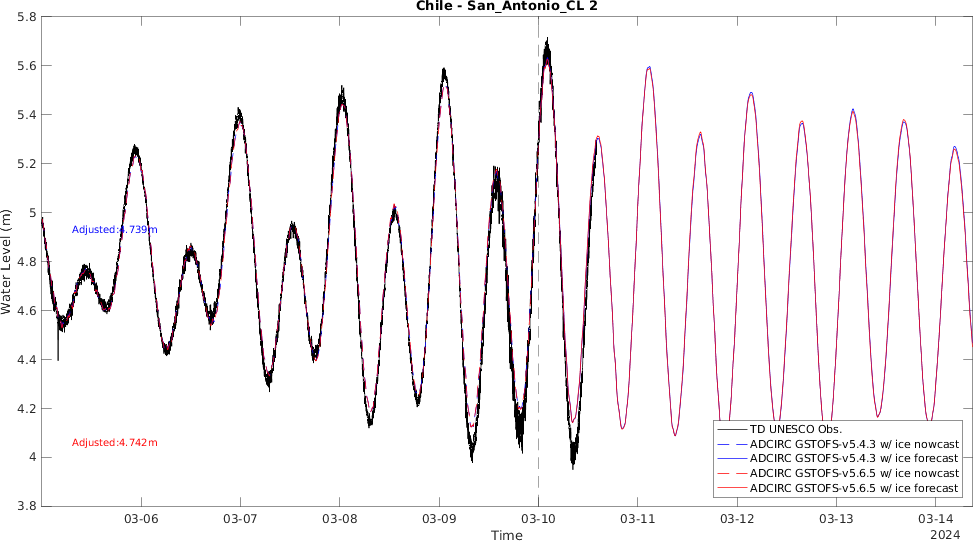 Chile - San_Antonio_CL 2
Water Level (m)
5.8
5.6
5.4
5.2
5
4.8
4.6
4.4
4.2
4
3.8
Adjusted:4.739m
Adjusted:4.742m
TD UNESCO Obs.
ADCIRC GSTOFS-v5.4.3 w/ ice nowcast
ADCIRC GSTOFS-v5.4.3 w/ ice forecast
ADCIRC GSTOFS-v5.6.5 w/ ice nowcast
ADCIRC GSTOFS-v5.6.5 w/ ice forecast
03-06 03-07 03-08 03-09 03-10 03-11 03-12 03-13 03-14
Time
2024